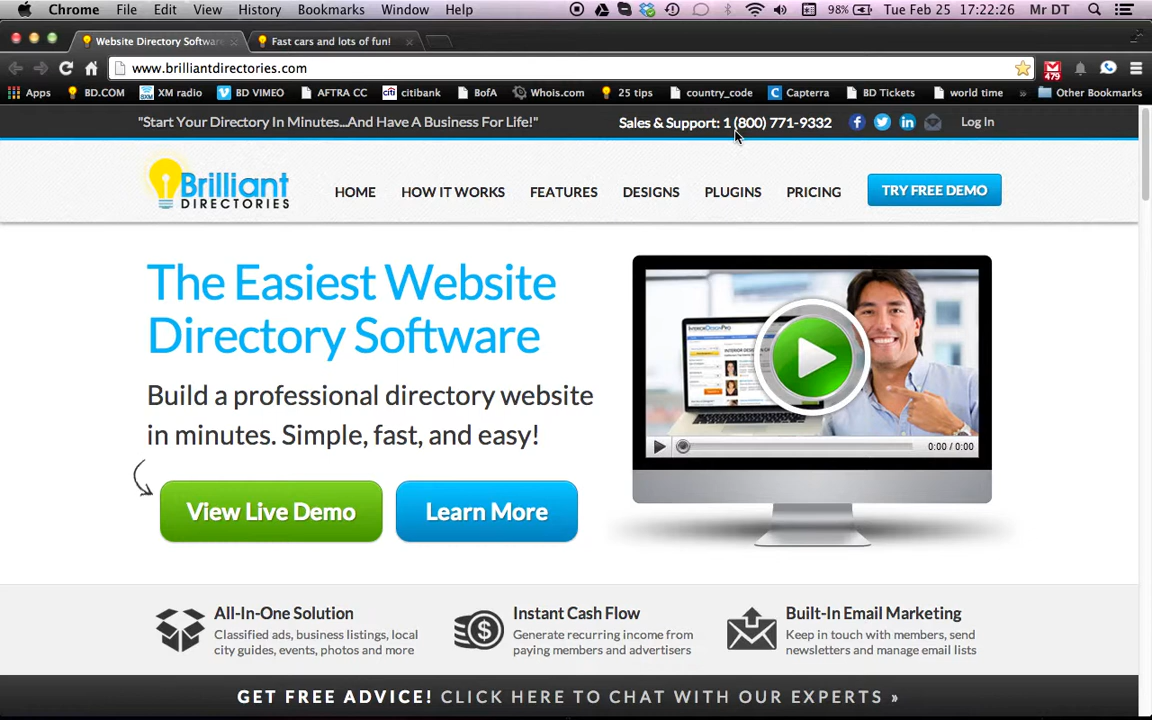 Chrome File Edit View History Bookmarks Window Help 98% Tue Feb 25 17:22:26 Mr DT
Website Directory Softwar Fast cars and lots of fun!
www.brilliantdirectories.com 479
Apps BD.COM XM radio BD VIMEO AFTRA CC citi citibank BofA Whois.com 25 tips country_code Capterra BD Tickets world time » Other Bookmarks
"Start Your Directory In Minutes...And Have A Business For Life!" Sales & Support: 1 (800) 771-9332 Log In
Brilliant
DIRECTORIES
HOME HOW IT WORKS FEATURES DESIGNS PLUGINS PRICING TRY FREE DEMO
The Easiest Website
Directory Software
Build a professional directory website
in minutes. Simple, fast, and easy!
View Live Demo Learn More
0:00 / 0:00
All-In-One Solution
Classified ads, business listings, local
city guides, events, photos and more
Instant Cash Flow
Generate recurring income from
paying members and advertisers
Built-In Email Marketing
Keep in touch with members, send
newsletters and manage email lists
GET FREE ADVICE! CLICK HERE TO CHAT WITH OUR EXPERTS »